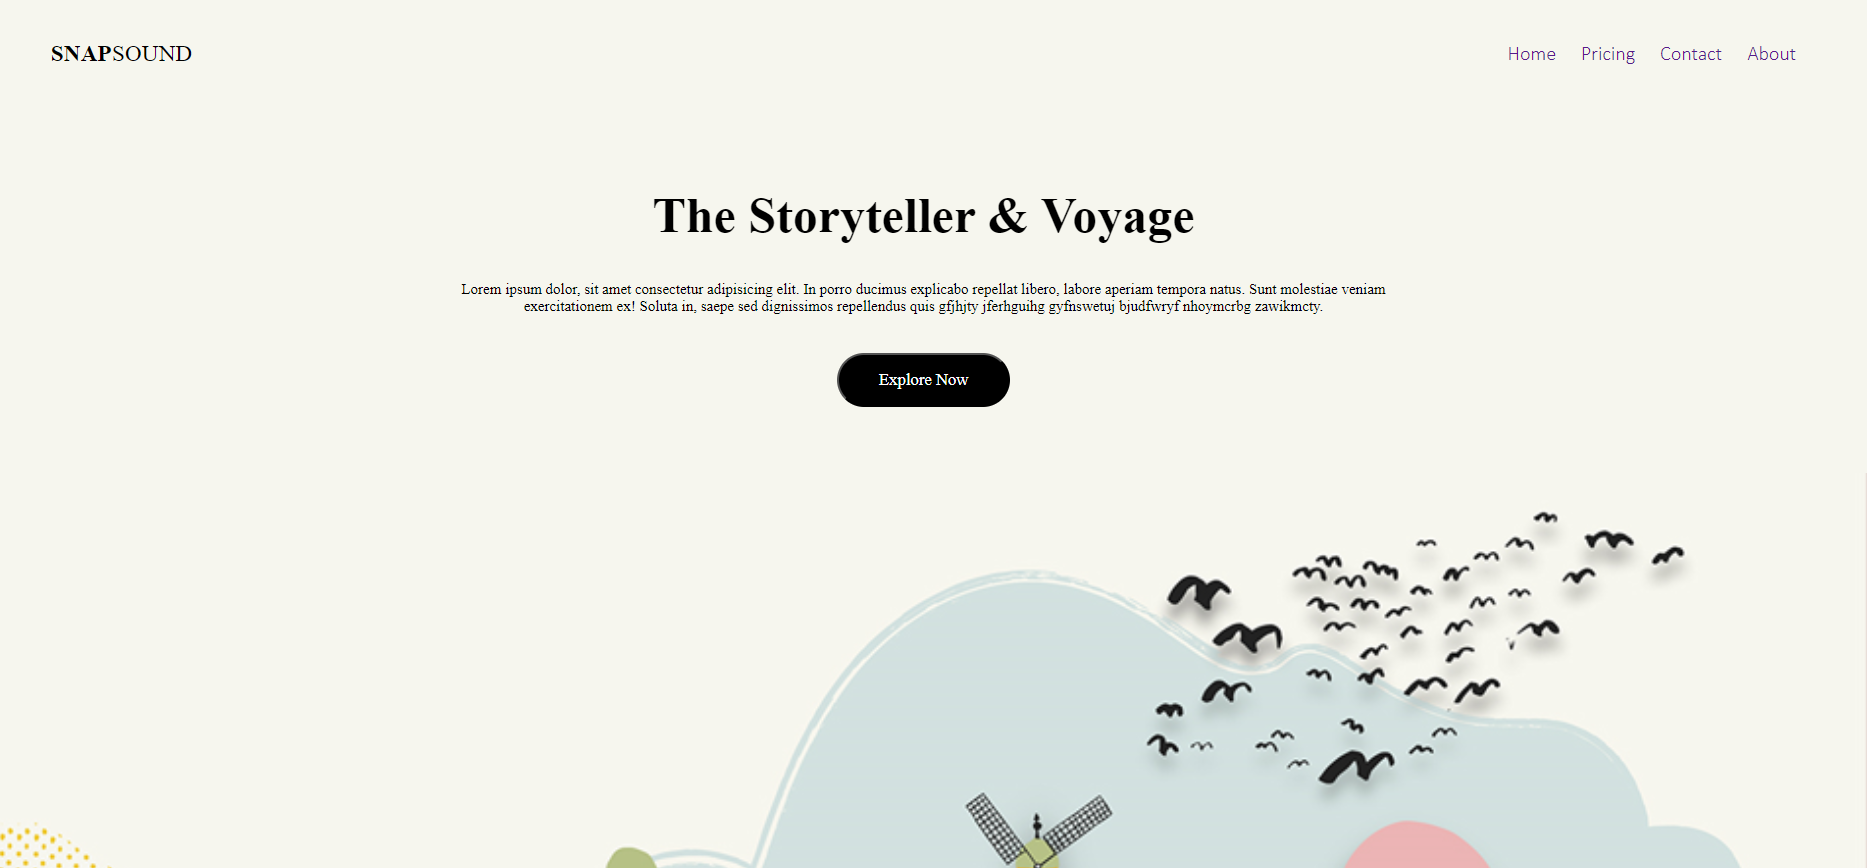 SNAPSOUND
Home Pricing Contact About
The Storyteller & Voyage
Lorem ipsum dolor, sit amet consectetur adipisicing elit. In porro ducimus explicabo repellat libero, labore aperiam tempora natus. Sunt molestiae veniam
exercitationem ex! Soluta in, saepe sed dignissimos repellendus quis gfjhjty jferhguihg gyfnswetuj bjudfwryf nhoymcrbg zawikmcty.
Explore Now